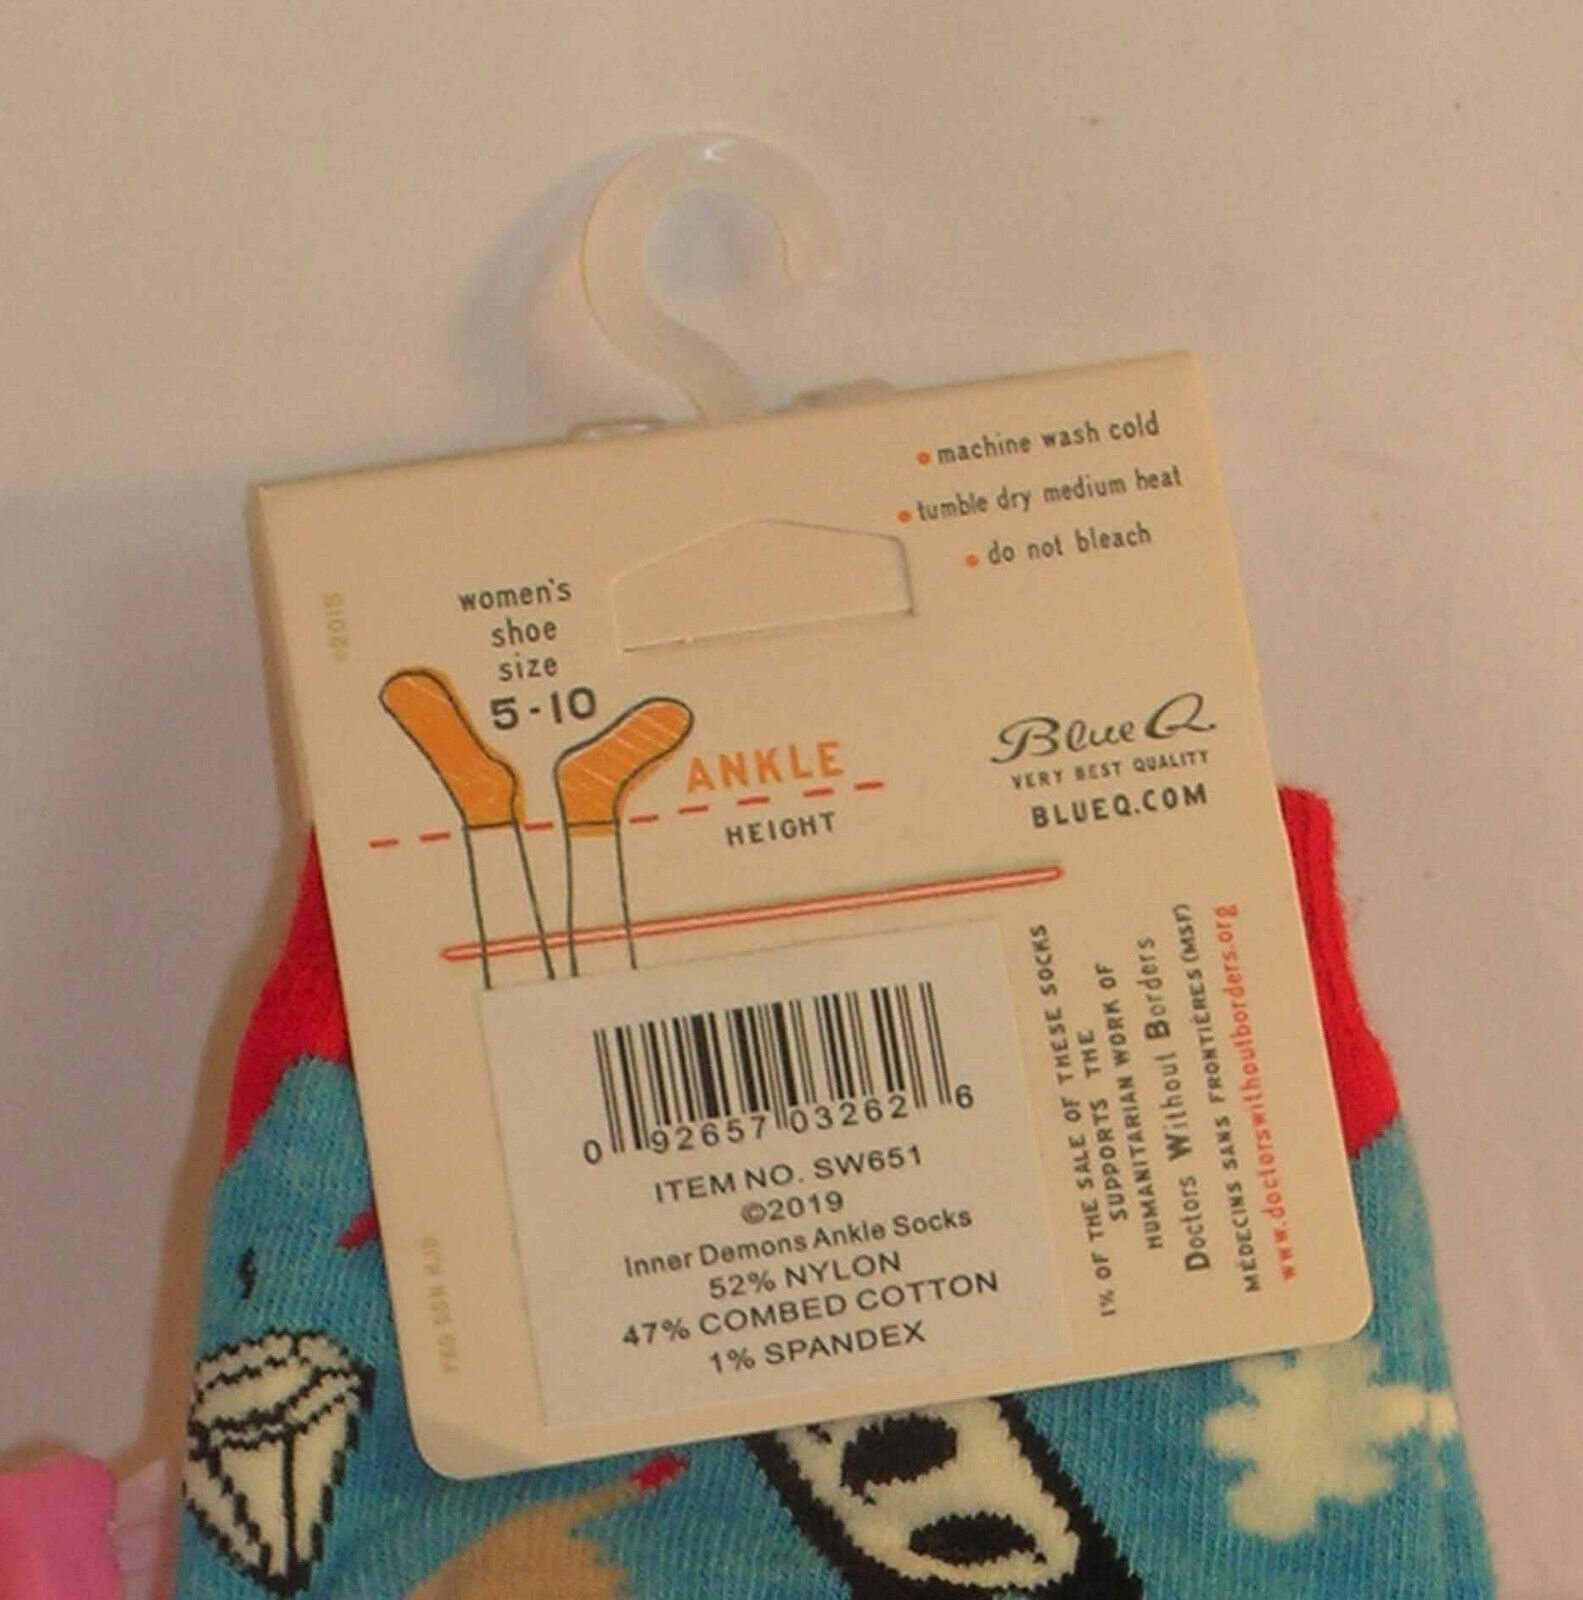 machine wash cold
tumble dry medium heat
do not bleach
©2015
women's
shoe
size
5-10
ANKLE
HEIGHT
Blue Q
VERY BEST QUALITY
BLUEQ.COM
0 92657 03262 6
ITEM NO. SW651
©2019
Inner Demons Ankle Socks
52% NYLON
47% COMBED COTTON
1% SPANDEX
1% OF THE SALE OF THESE SOCKS
SUPPORTS THE
HUMANITARIAN WORK OF
Doctors Without Borders
MÉDECINS SANS FRONTIÈRES (MSF)
www.doctorswithoutborders.org